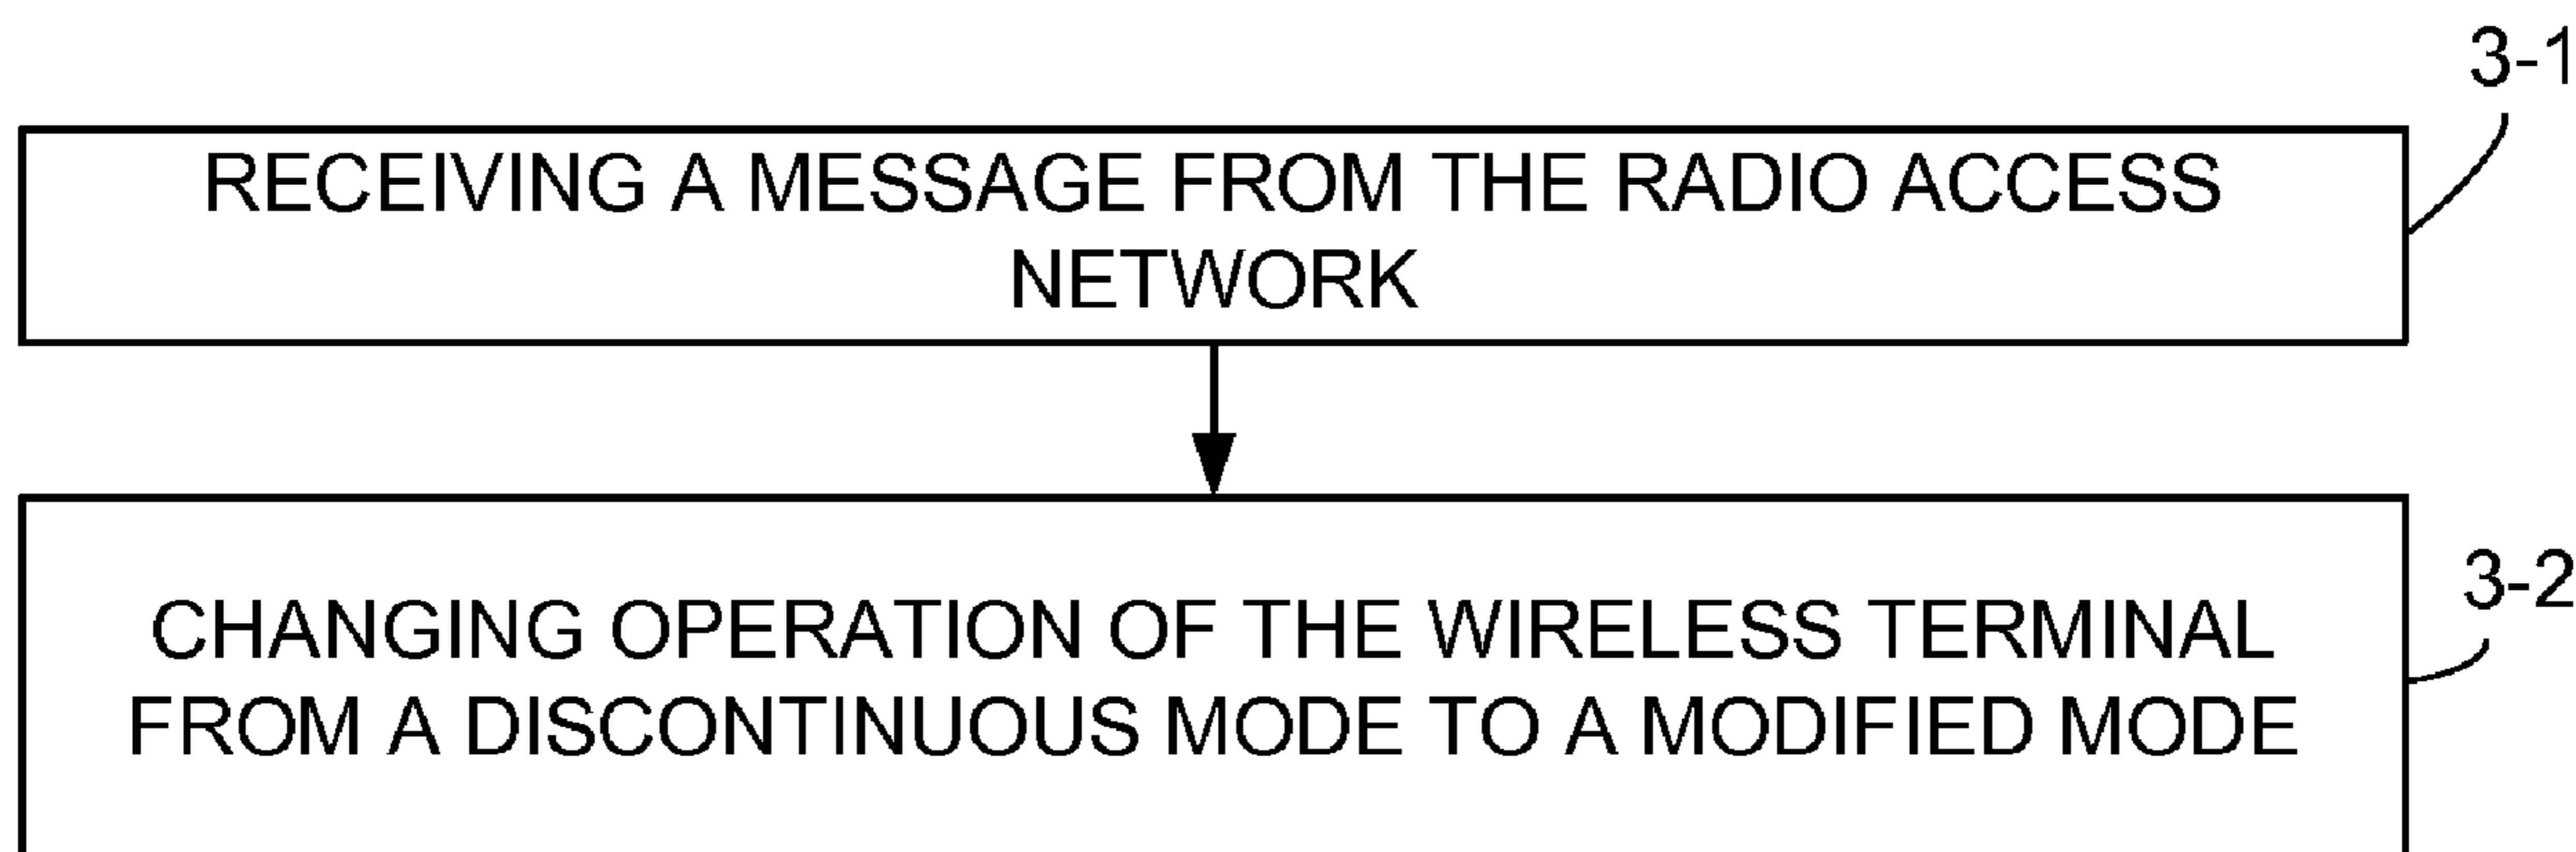 3-1
RECEIVING A MESSAGE FROM THE RADIO ACCESS
NETWORK
3-2
CHANGING OPERATION OF THE WIRELESS TERMINAL
FROM A DISCONTINUOUS MODE TO A MODIFIED MODE